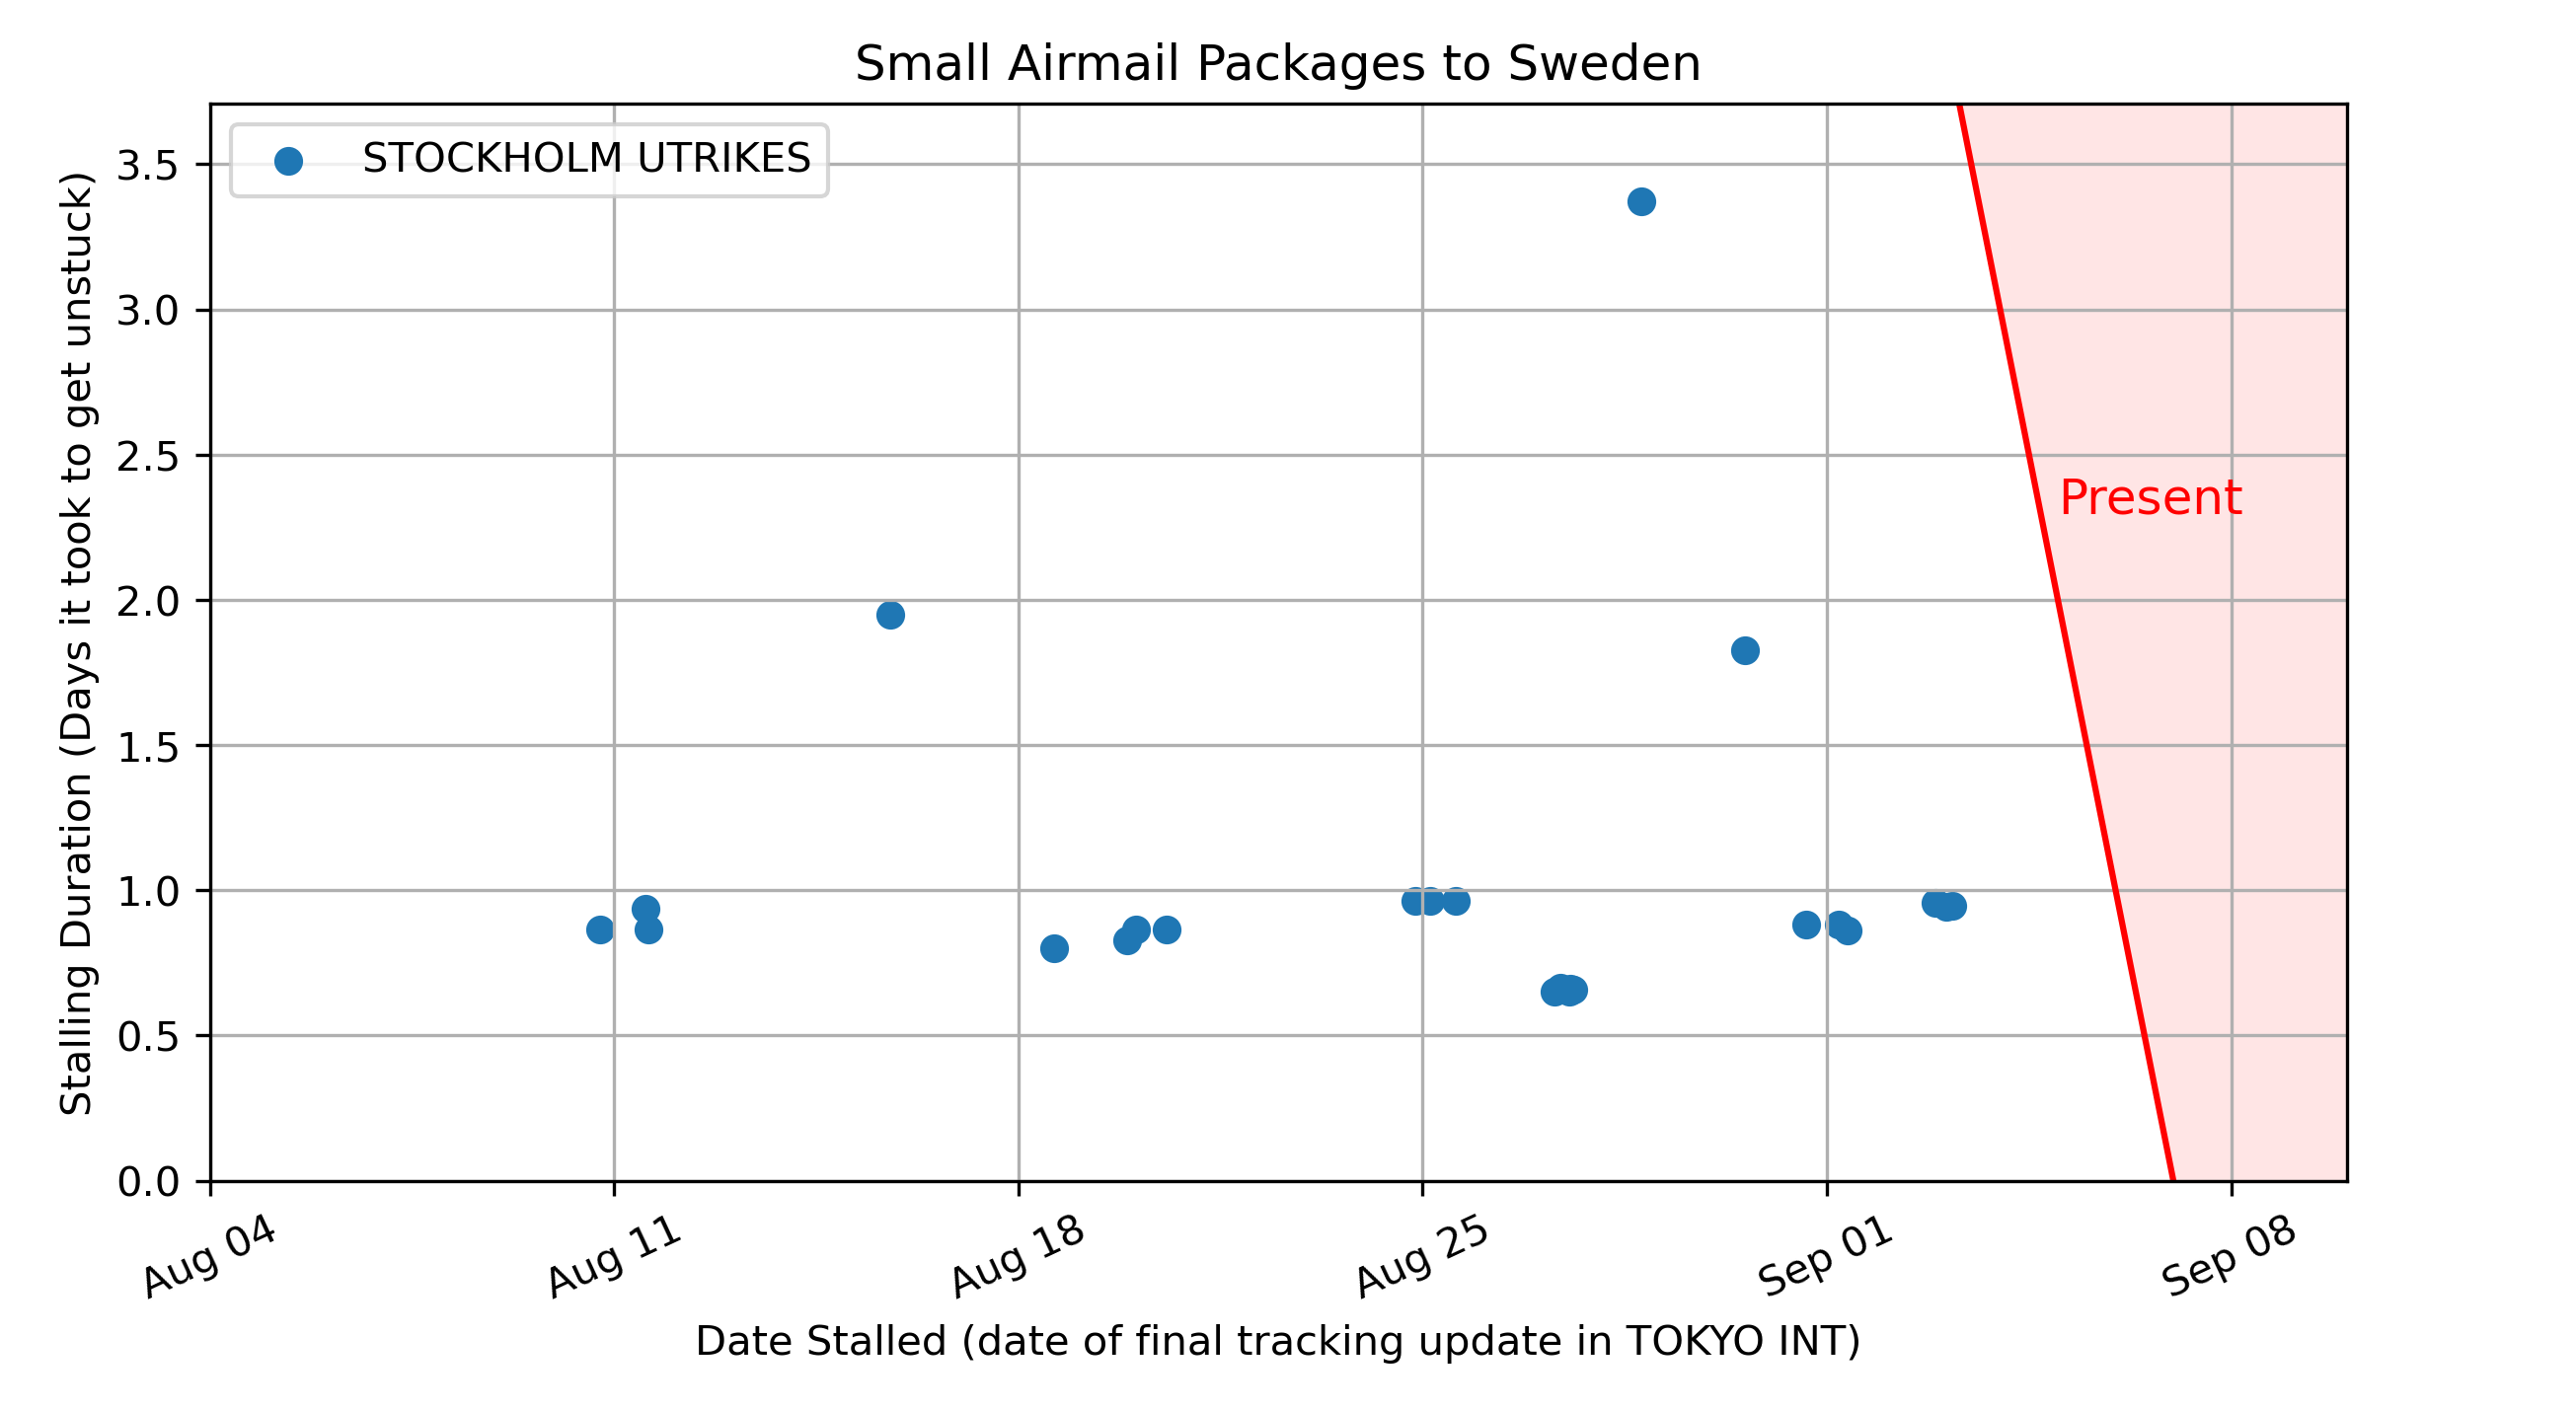 Small Airmail Packages to Sweden
STOCKHOLM UTRIKES
Stalling Duration (Days it took to get unstuck)
3.5
3.0
2.5
2.0
1.5
1.0
0.5
0.0
Present
Aug 04
Aug 11
Aug 18
Aug 25
Sep 01
Sep 08
Date Stalled (date of final tracking update in TOKYO INT)